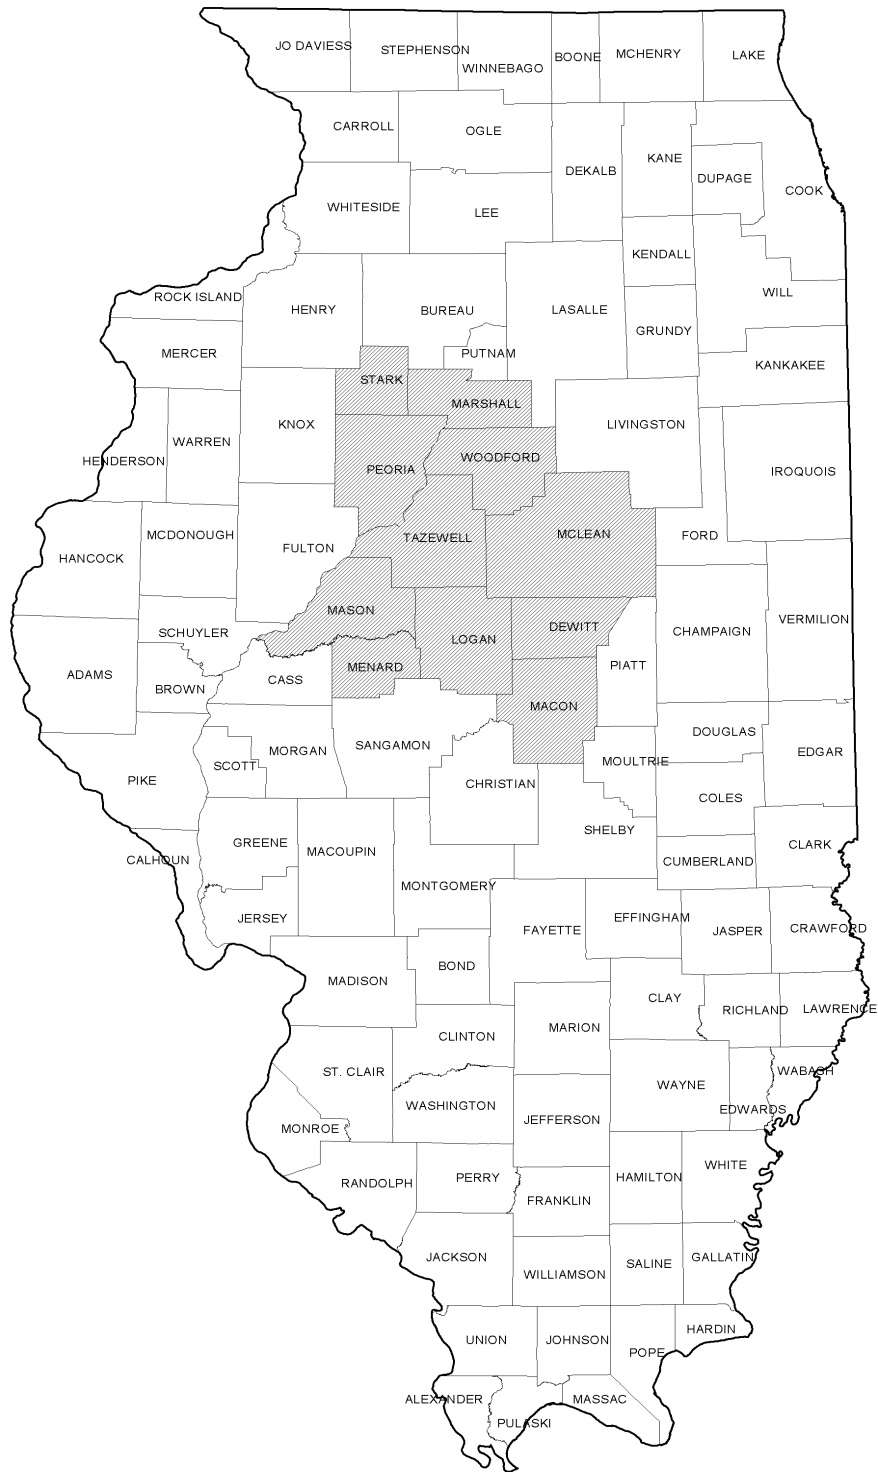 JO DAVIESS
STEPHENSON
WINNEBAGO
BOONE
MCHENRY
LAKE
CARROLL
OGLE
DEKALB
KANE
DUPAGE
COOK
WHITESIDE
LEE
KENDALL
ROCK ISLAND
HENRY
BUREAU
LASALLE
WILL
GRUNDY
MERCER
PUTNAM
KANKAKEE
STARK
MARSHALL
KNOX
LIVINGSTON
WARREN
HENDERSON
PEORIA
WOODFORD
IROQUOIS
MCDONOUGH
FULTON
TAZEWELL
MCLEAN
FORD
HANCOCK
MASON
SCHUYLER
LOGAN
DEWITT
CHAMPAIGN
VERMILION
ADAMS
BROWN
CASS
MENARD
PIATT
MACON
SCOTT
MORGAN
SANGAMON
DOUGLAS
EDGAR
MOULTRIE
PIKE
CHRISTIAN
COLES
SHELBY
CALHOUN
GREENE
MACOUPIN
CUMBERLAND
CLARK
MONTGOMERY
JERSEY
FAYETTE
EFFINGHAM
JASPER
CRAWFORD
MADISON
BOND
CLAY
RICHLAND
LAWRENCE
CLINTON
MARION
ST. CLAIR
WAYNE
WABASH
WASHINGTON
EDWARDS
JEFFERSON
MONROE
RANDOLPH
PERRY
HAMILTON
WHITE
FRANKLIN
JACKSON
WILLIAMSON
SALINE
GALLATIN
UNION
JOHNSON
POPE
HARDIN
ALEXANDER
PULASKI
MASSAC